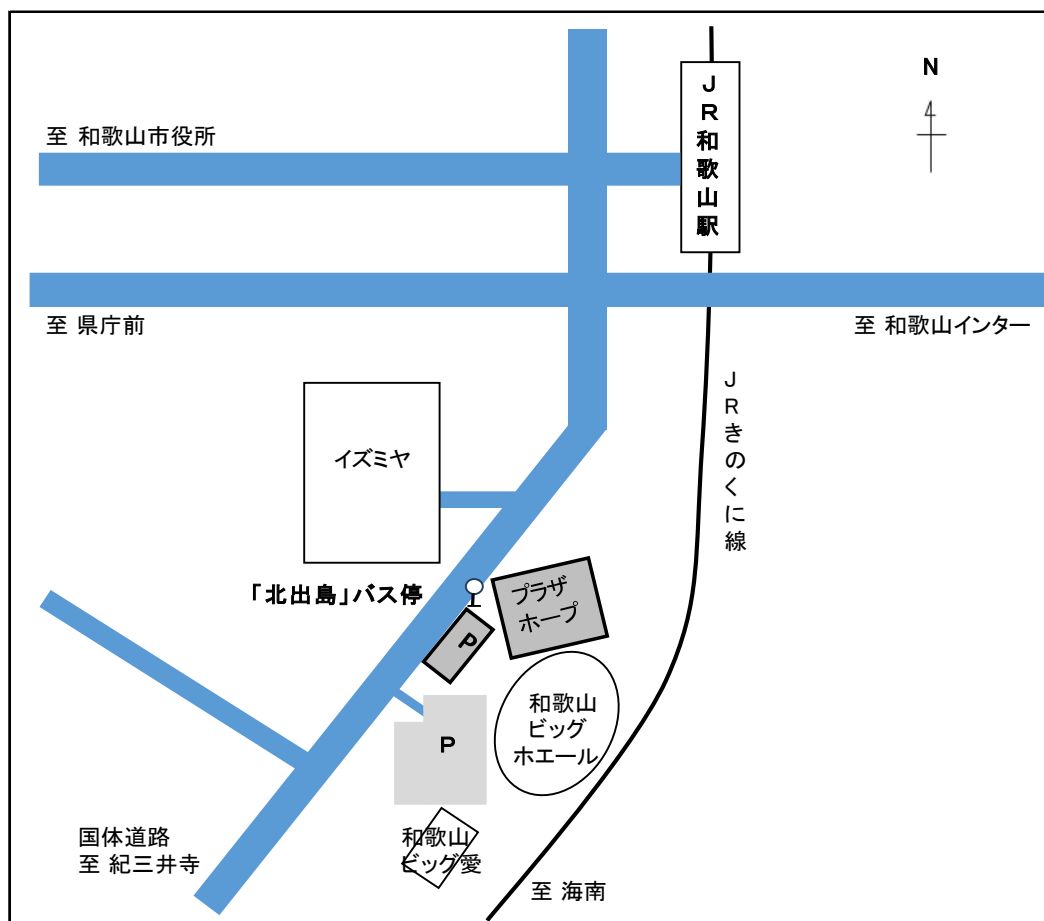 N
JR和歌山駅
至 和歌山市役所
至 県庁前
至 和歌山インター
JRきのくに線
イズミヤ
「北出島」バス停
プラザ
ホープ
P
和歌山
ビッグ
ホエール
P
国体道路
至 紀三井寺
和歌山
ビッグ愛
至 海南